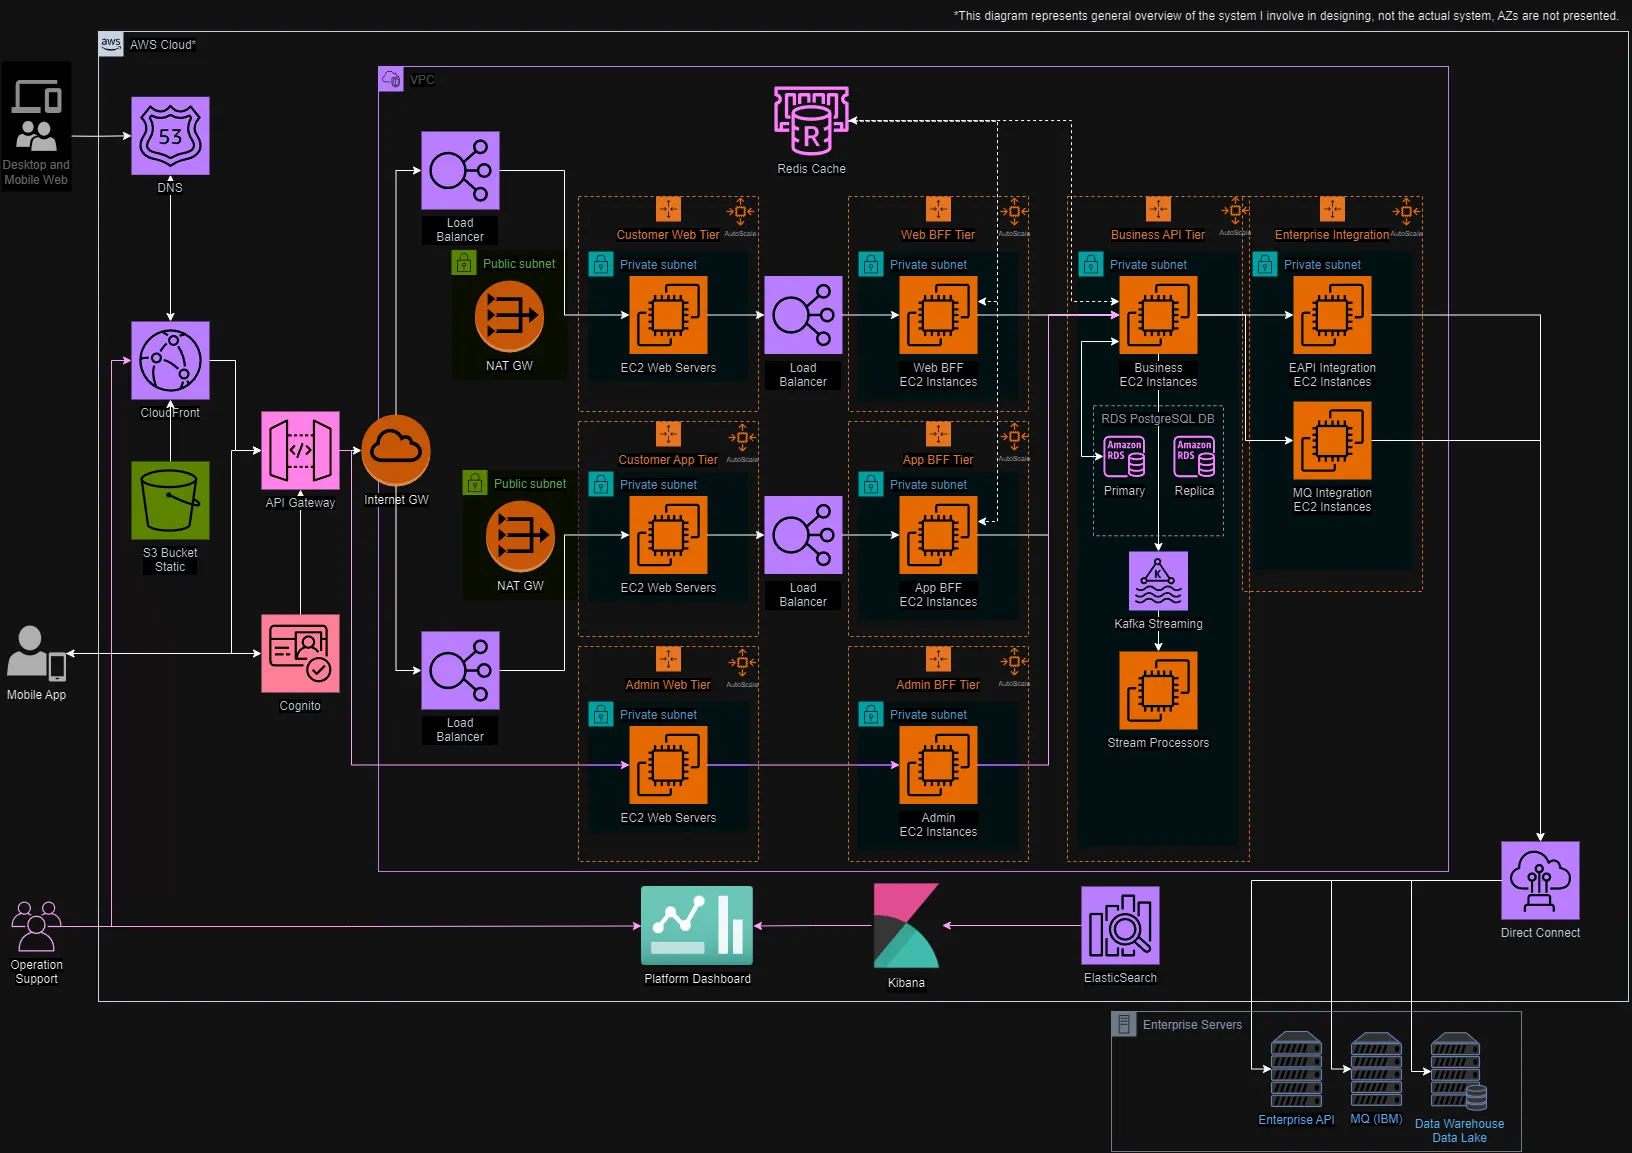 *This diagram represents general overview of the system I involve in designing, not the actual system, AZs are not presented.
aws
AWS Cloud*
VPC
Desktop and
Mobile Web
53
DNS
R
Redis Cache
Load
Balancer
Public subnet
NAT GW
Customer Web Tier
AutoScale
Private subnet
EC2 Web Servers
Load
Balancer
Web BFF Tier
AutoScale
Private subnet
Web BFF
EC2 Instances
Business API Tier
AutoScale
Private subnet
Business
EC2 Instances
RDS PostgreSQL DB
Amazon
RDS
Primary
Amazon
RDS
Replica
K
Kafka Streaming
Stream Processors
Enterprise Integration
AutoScale
Private subnet
EAPI Integration
EC2 Instances
MQ Integration
EC2 Instances
CloudFront
S3 Bucket
Static
</>
API Gateway
Internet GW
Public subnet
NAT GW
Customer App Tier
AutoScale
Private subnet
EC2 Web Servers
Load
Balancer
App BFF Tier
AutoScale
Private subnet
App BFF
EC2 Instances
Mobile App
Cognito
Load
Balancer
Admin Web Tier
AutoScale
Private subnet
EC2 Web Servers
Admin BFF Tier
AutoScale
Private subnet
Admin
EC2 Instances
Operation
Support
Platform Dashboard
Kibana
ElasticSearch
Direct Connect
Enterprise Servers
Enterprise API
MQ (IBM)
Data Warehouse
Data Lake